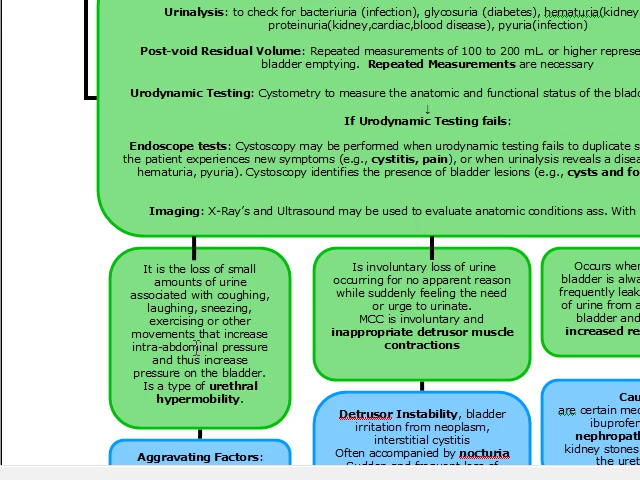 Urinalysis: to check for bacteriuria (infection), glycosuria (diabetes), hematuria(kidney
proteinuria(kidney,cardiac,blood disease), pyuria(infection)
Post-void Residual Volume: Repeated measurements of 100 to 200 mL. or higher represe
bladder emptying. Repeated Measurements are necessary
Urodynamic Testing: Cystometry to measure the anatomic and functional status of the bladd
↓
If Urodynamic Testing fails:
Endoscope tests: Cystoscopy may be performed when urodynamic testing fails to duplicate s
the patient experiences new symptoms (e.g., cystitis, pain), or when urinalysis reveals a disea
hematuria, pyuria). Cystoscopy identifies the presence of bladder lesions (e.g., cysts and fo
Imaging: X-Ray's and Ultrasound may be used to evaluate anatomic conditions ass. With
It is the loss of small
amounts of urine
associated with coughing,
laughing, sneezing,
exercising or other
movements that increase
intra-abdominal pressure
and thus increase
pressure on the bladder.
Is a type of urethral
hypermobility.
Is involuntary loss of urine
occurring for no apparent reason
while suddenly feeling the need
or urge to urinate.
MCC is involuntary and
inappropriate detrusor muscle
contractions
Occurs when
bladder is alwa
frequently leak
of urine from a
bladder and
increased re
Aggravating Factors:
Detrusor Instability, bladder
irritation from neoplasm,
interstitial cystitis
Often accompanied by nocturia
Sudden and frequent loss of
Cau
are certain med
ibuprofen
nephropath
kidney stones
the uret